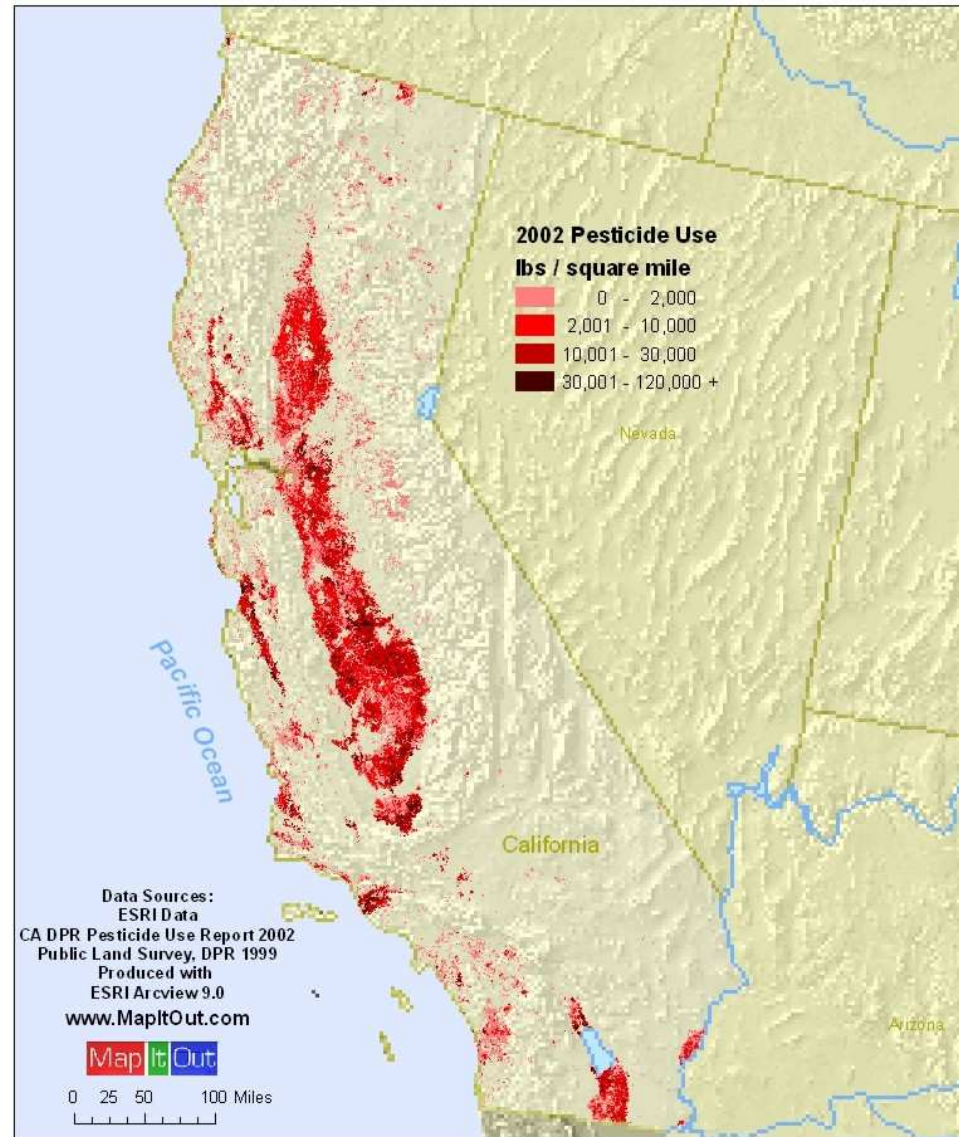 2002 Pesticide Use
lbs / square mile
0 - 2,000
2,001 - 10,000
10,001 - 30,000
30,001 - 120,000 +
Nevada
Pacific Ocean
California
Arizona
Data Sources:
ESRI Data
CA DPR Pesticide Use Report 2002
Public Land Survey, DPR 1999
Produced with
ESRI Arcview 9.0
www.MapItOut.com
Map It Out
0 25 50 100 Miles